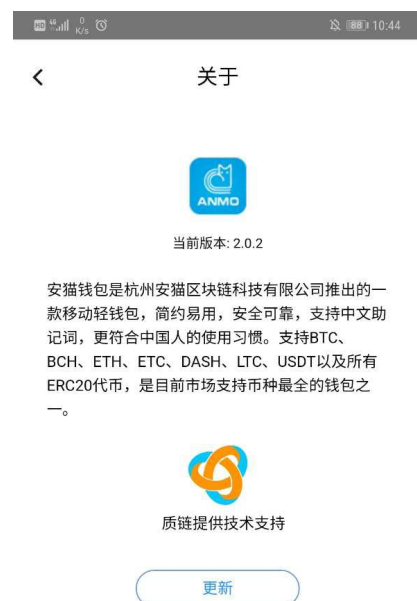 HD 4G 0 K/s 88 10:44
关于
ANMO
当前版本: 2.0.2
安猫钱包是杭州安猫区块链科技有限公司推出的一
款移动轻钱包，简约易用，安全可靠，支持中文助
记词，更符合中国人的使用习惯。支持BTC、
BCH、ETH、ETC、DASH、LTC、USDT以及所有
ERC20代币，是目前市场支持币种最全的钱包之
一。
质链提供技术支持
更新